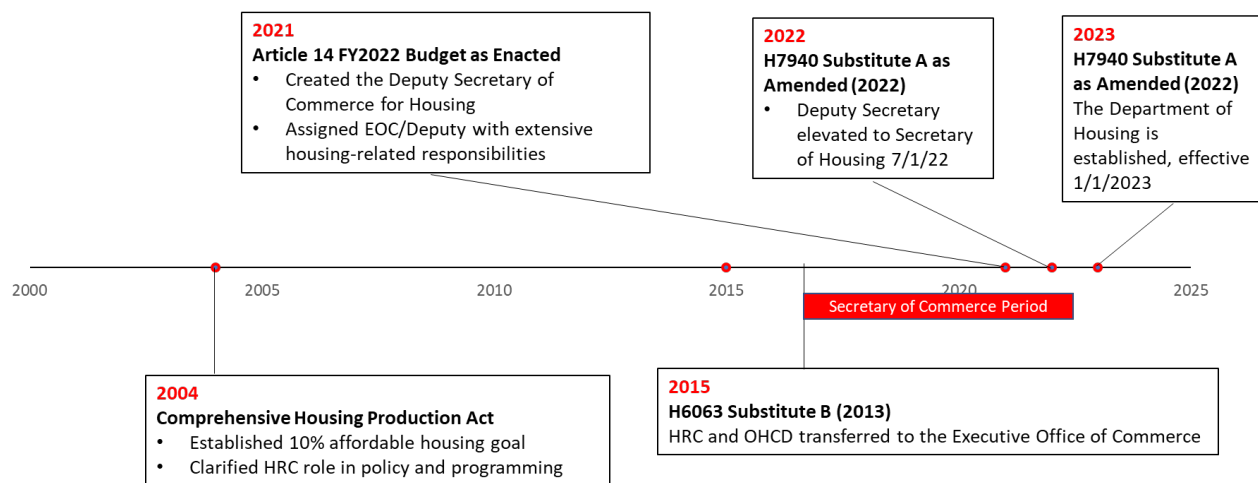 2021
Article 14 FY2022 Budget as Enacted
• Created the Deputy Secretary of
Commerce for Housing
• Assigned EOC/Deputy with extensive
housing-related responsibilities
2022
H7940 Substitute A as
Amended (2022)
• Deputy Secretary
elevated to Secretary
of Housing 7/1/22
2023
H7940 Substitute A
as Amended (2022)
The Department of
Housing is
established, effective
1/1/2023
2000
2005
2010
2015
2020
2025
Secretary of Commerce Period
2004
Comprehensive Housing Production Act
• Established 10% affordable housing goal
• Clarified HRC role in policy and programming
2015
H6063 Substitute B (2013)
HRC and OHCD transferred to the Executive Office of Commerce